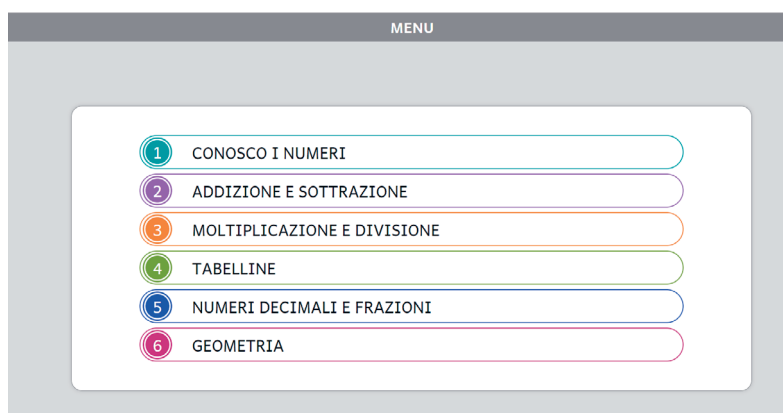 MENU
1 CONOSCO I NUMERI
2 ADDIZIONE E SOTTRAZIONE
3 MOLTIPLICAZIONE E DIVISIONE
4 TABELLINE
5 NUMERI DECIMALI E FRAZIONI
6 GEOMETRIA